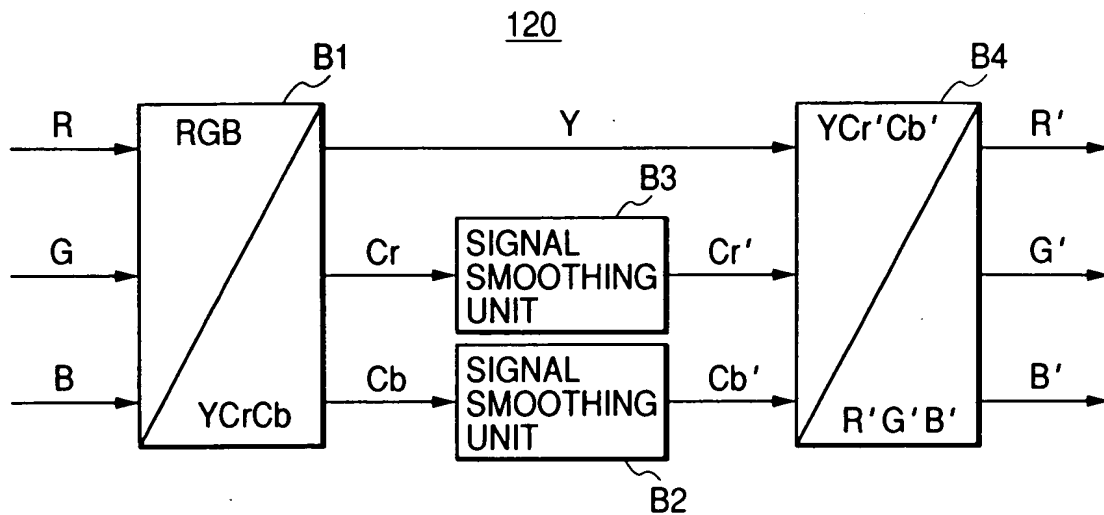 120
B1
B4
R
RGB
Y
YCr'Cb'
R'
B3
G
Cr
SIGNAL
SMOOTHING
UNIT
Cr'
G'
B
YCrCb
Cb
SIGNAL
SMOOTHING
UNIT
Cb'
R'G'B'
B'
B2